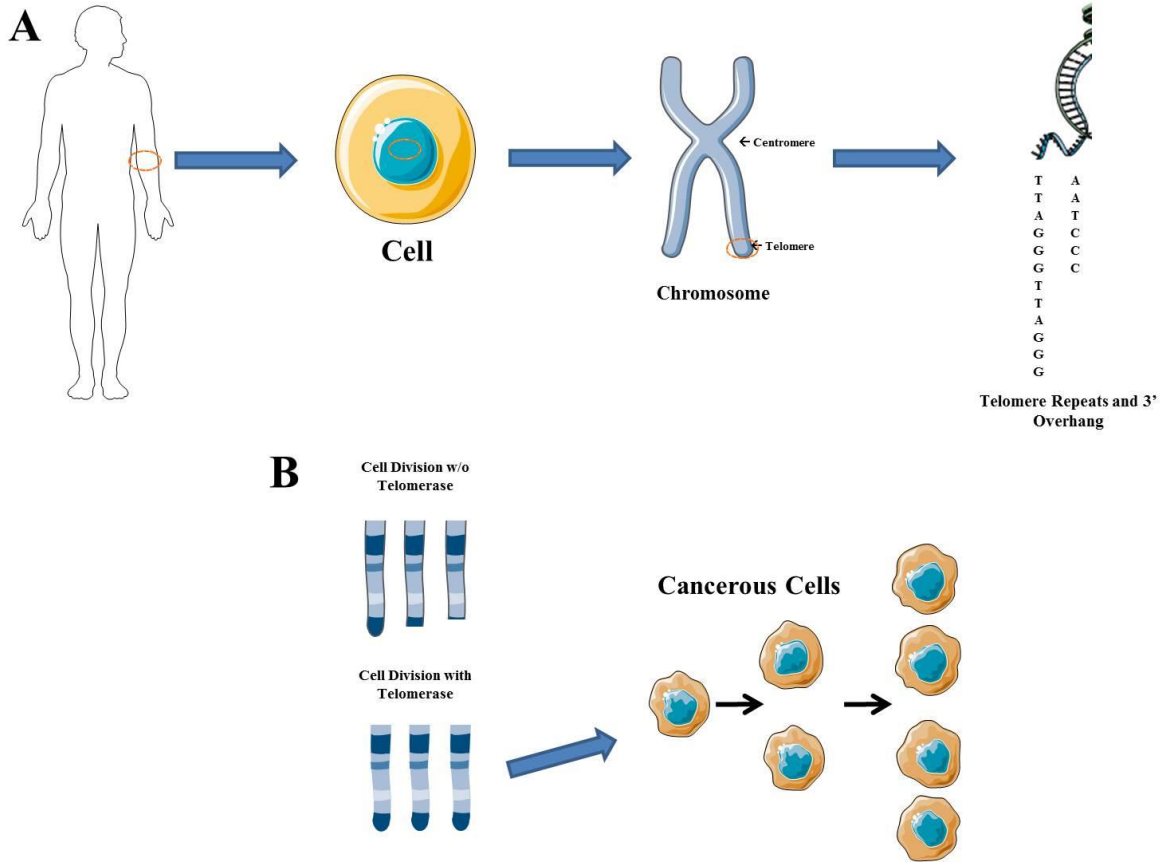 A
Cell
← Centromere
← Telomere
Chromosome
T A
T A
A T
G C
G C
G C
T
T
A
G
G
G
Telomere Repeats and 3’
Overhang
B
Cell Division w/o
Telomerase
Cancerous Cells
Cell Division with
Telomerase